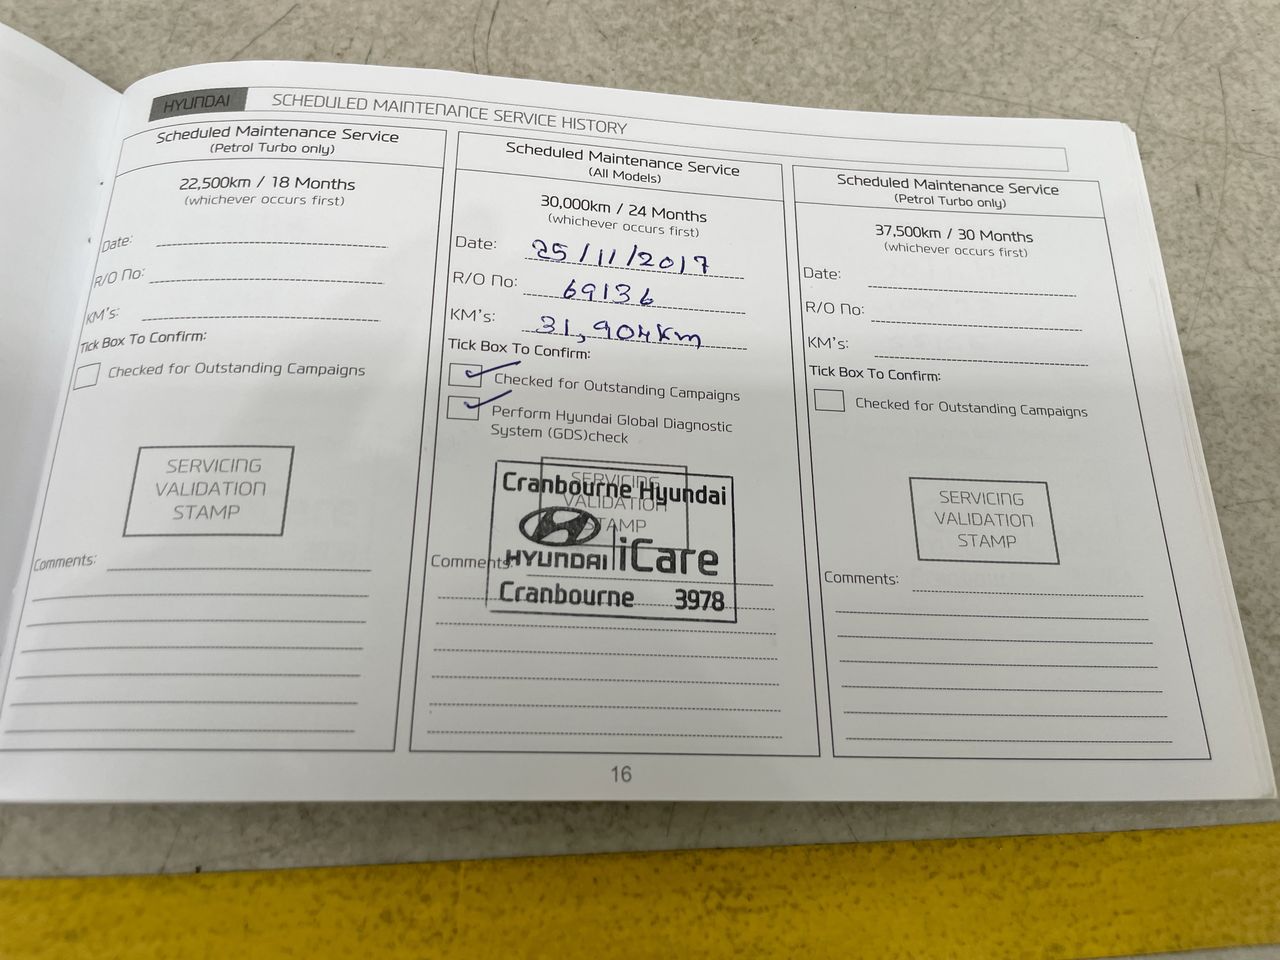 HYUNDAI
SCHEDULED MAINTENANCE SERVICE HISTORY
Scheduled Maintenance Service
(Petrol Turbo only)
22,500km / 18 Months
(whichever occurs first)
Date:
R/O No:
KM's:
Tick Box To Confirm:
Checked for Outstanding Campaigns
SERVICING
VALIDATION
STAMP
Comments:
Scheduled Maintenance Service
(All Models)
30,000km / 24 Months
(whichever occurs first)
Date: 25/11/2017
R/O No: 69136
KM's: 31,904Km
Tick Box To Confirm:
Checked for Outstanding Campaigns
Perform Hyundai Global Diagnostic
System (GDS)check
SERVICING
VALIDATION
STAMP
Cranbourne Hyundai
HYUNDAI iCare
Cranbourne 3978
Comments:
Scheduled Maintenance Service
(Petrol Turbo only)
37,500km / 30 Months
(whichever occurs first)
Date:
R/O No:
KM's:
Tick Box To Confirm:
Checked for Outstanding Campaigns
SERVICING
VALIDATION
STAMP
Comments:
16